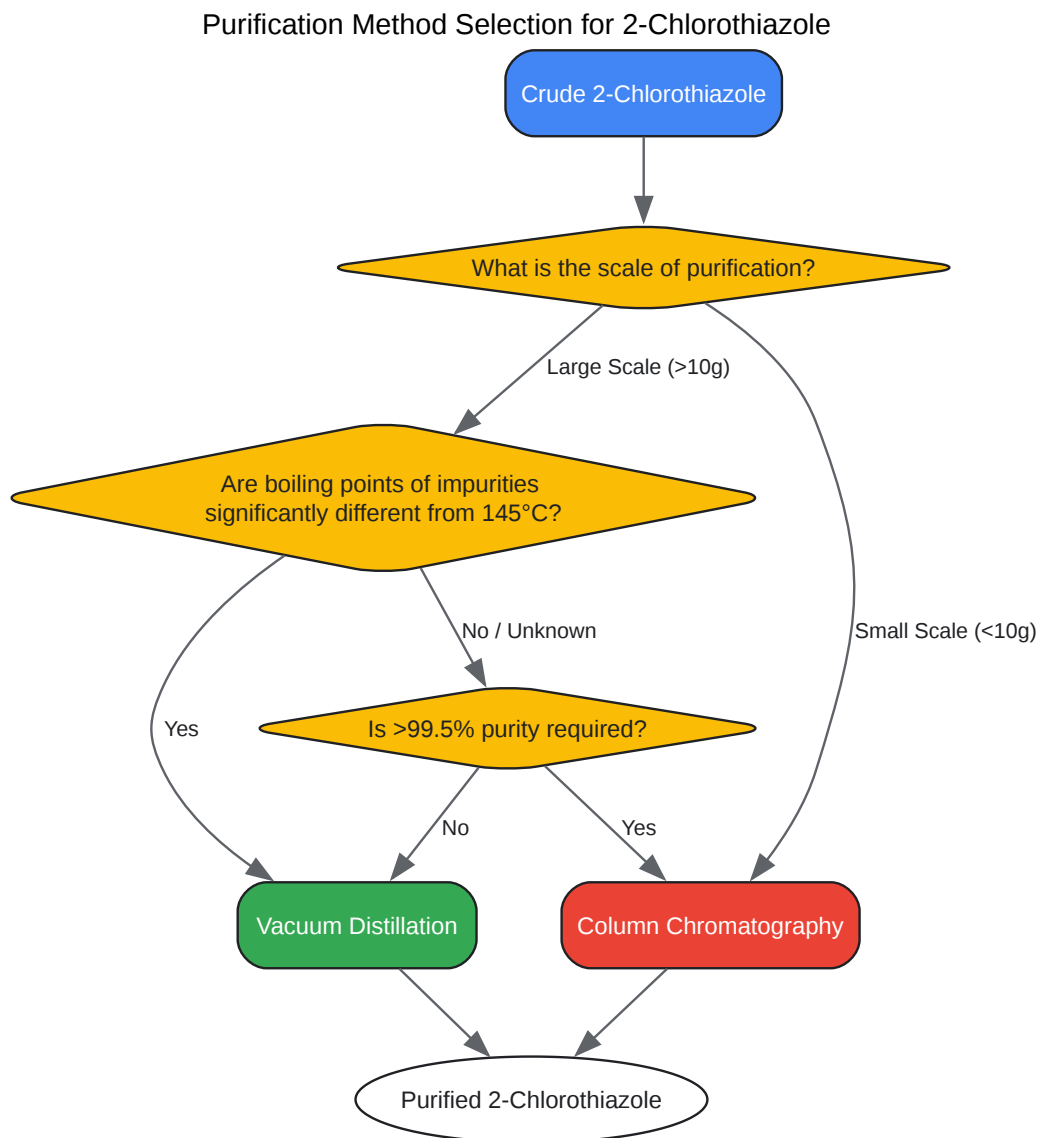 Purification Method Selection for 2-Chlorothiazole
Crude 2-Chlorothiazole
What is the scale of purification?
Large Scale (>10g)
Are boiling points of impurities
significantly different from 145°C?
No / Unknown
Small Scale (<10g)
Yes
Is >99.5% purity required?
No
Yes
Vacuum Distillation
Column Chromatography
Purified 2-Chlorothiazole